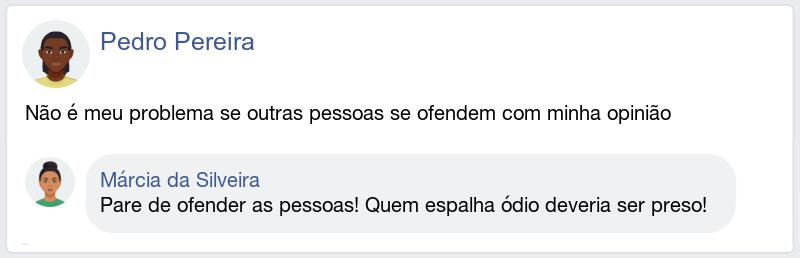 Pedro Pereira
Não é meu problema se outras pessoas se ofendem com minha opinião
Márcia da Silveira
Pare de ofender as pessoas! Quem espalha ódio deveria ser preso!